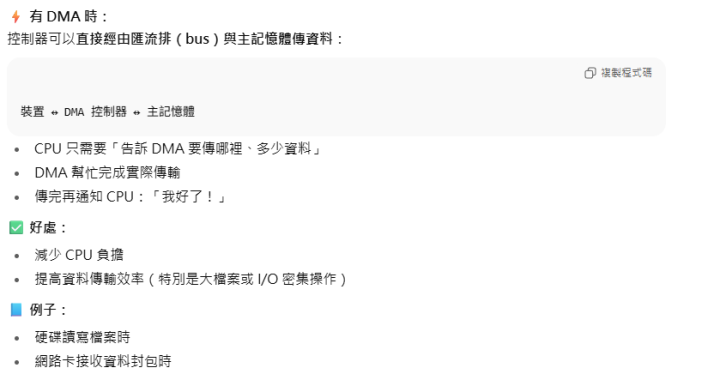 ⚡ 有 DMA 時：
控制器可以直接經由匯流排（bus）與主記憶體傳資料：
複製程式碼
裝置 ↔ DMA 控制器 ↔ 主記憶體
• CPU 只需要「告訴 DMA 要傳哪裡、多少資料」
• DMA 幫忙完成實際傳輸
• 傳完再通知 CPU：「我好了！」
✅ 好處：
• 減少 CPU 負擔
• 提高資料傳輸效率（特別是大檔案或 I/O 密集操作）
📘 例子：
• 硬碟讀寫檔案時
• 網路卡接收資料封包時